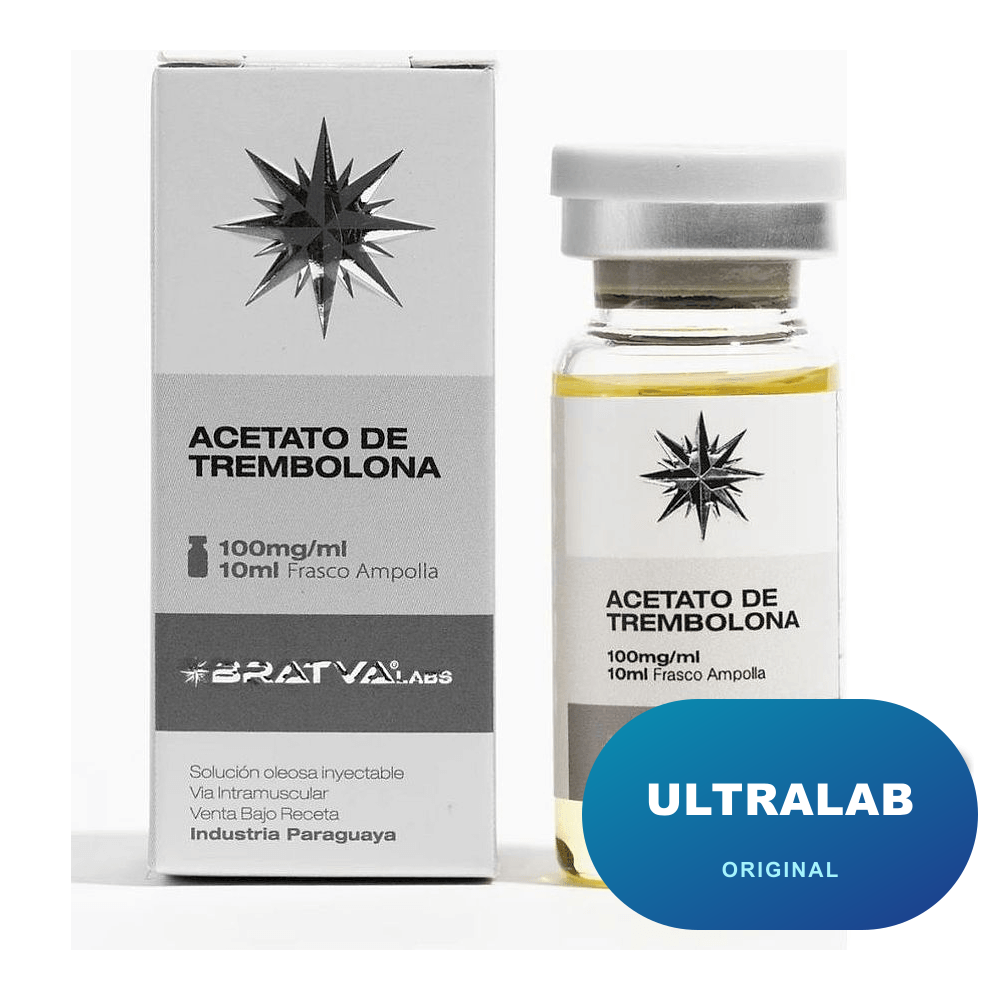 ACETATO DE
TREMBOLONA
100mg/ml
10ml Frasco Ampolla
BRATVA® LABS
Solución oleosa inyectable
Via Intramuscular
Venta Bajo Receta
Industria Paraguaya
ACETATO DE
TREMBOLONA
100mg/ml
10ml Frasco Ampolla
ULTRALAB
ORIGINAL